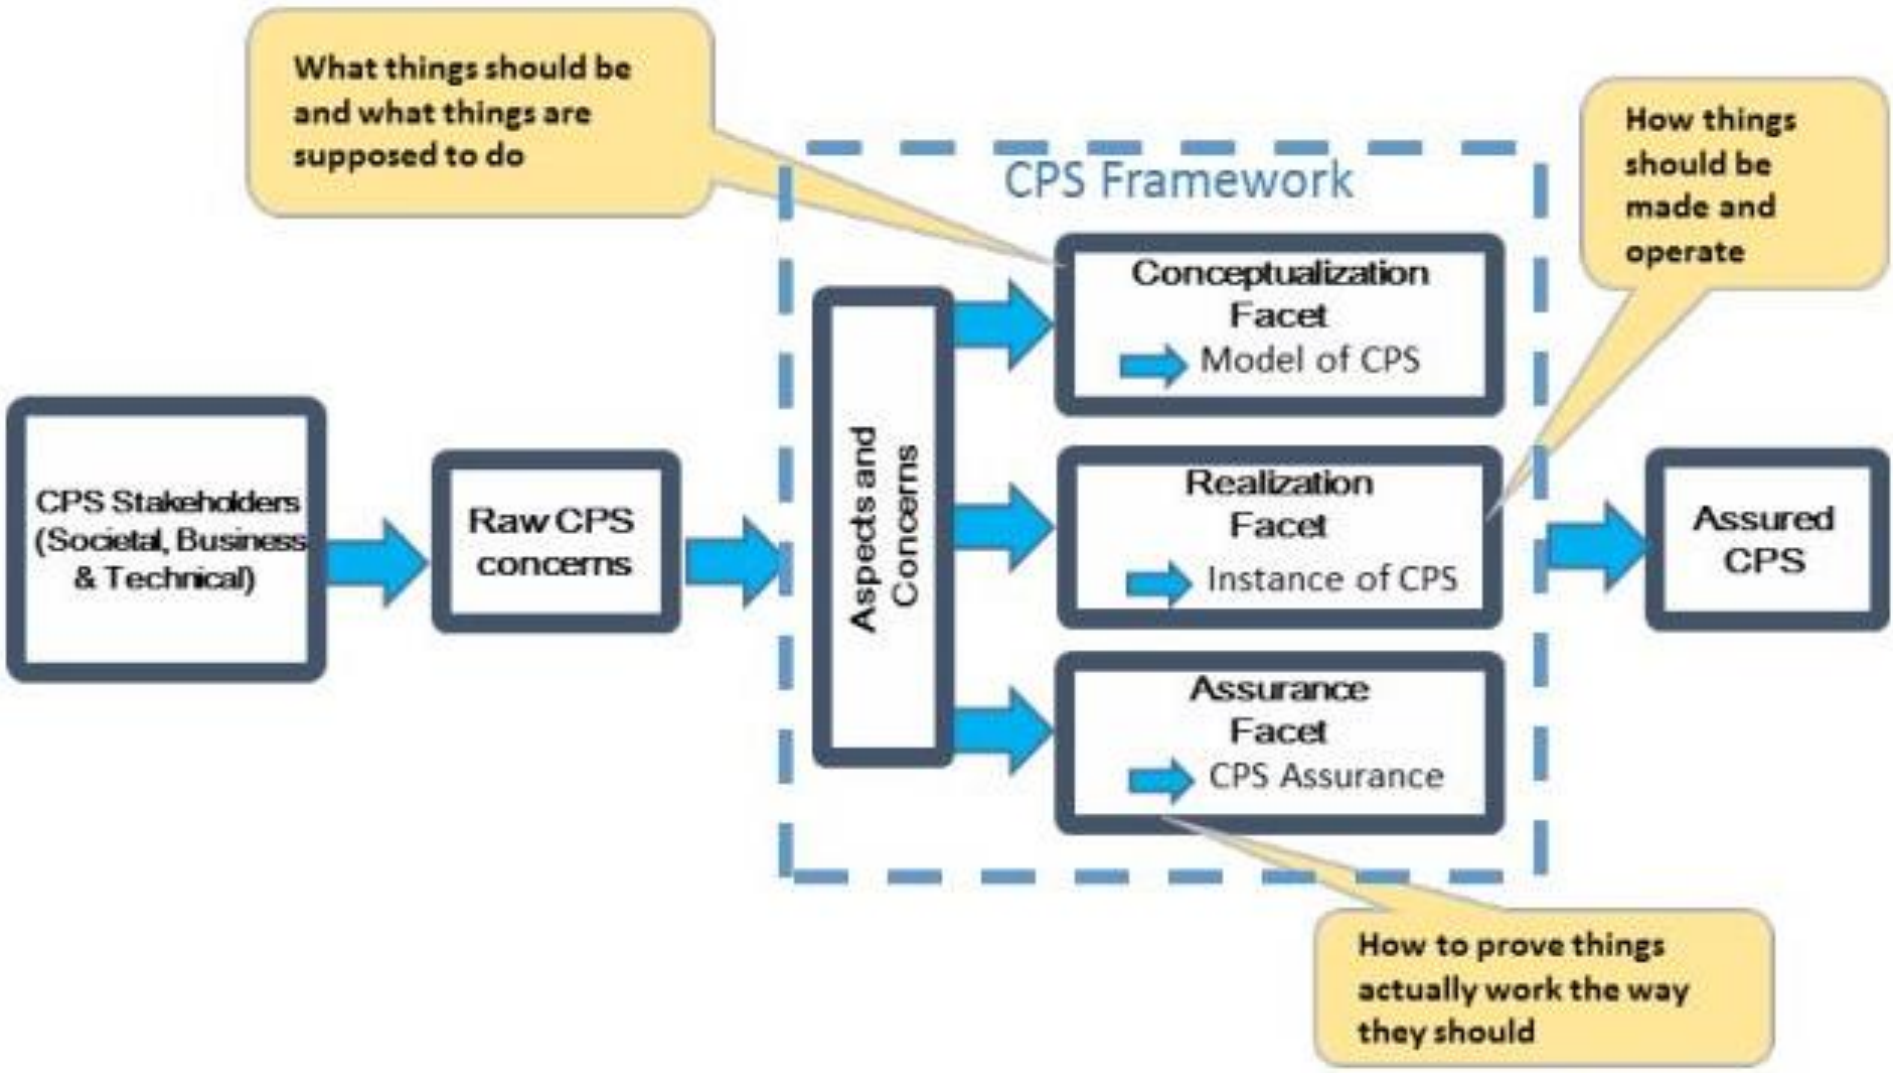 What things should be
and what things are
supposed to do
How things
should be
made and
operate
CPS Framework
Conceptualization
Facet
Model of CPS
CPS Stakeholders
(Societal, Business
& Technical)
Raw CPS
concerns
Aspects and
Concerns
Realization
Facet
Instance of CPS
Assured
CPS
Assurance
Facet
CPS Assurance
How to prove things
actually work the way
they should